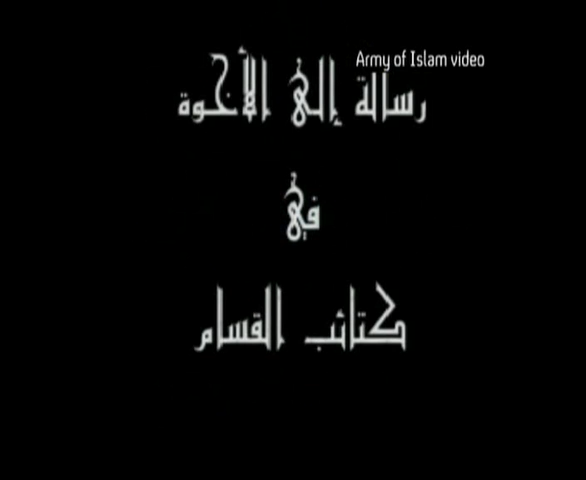 Army of Islam video
رسالة إلى الأخوة
في
كتائب القسام